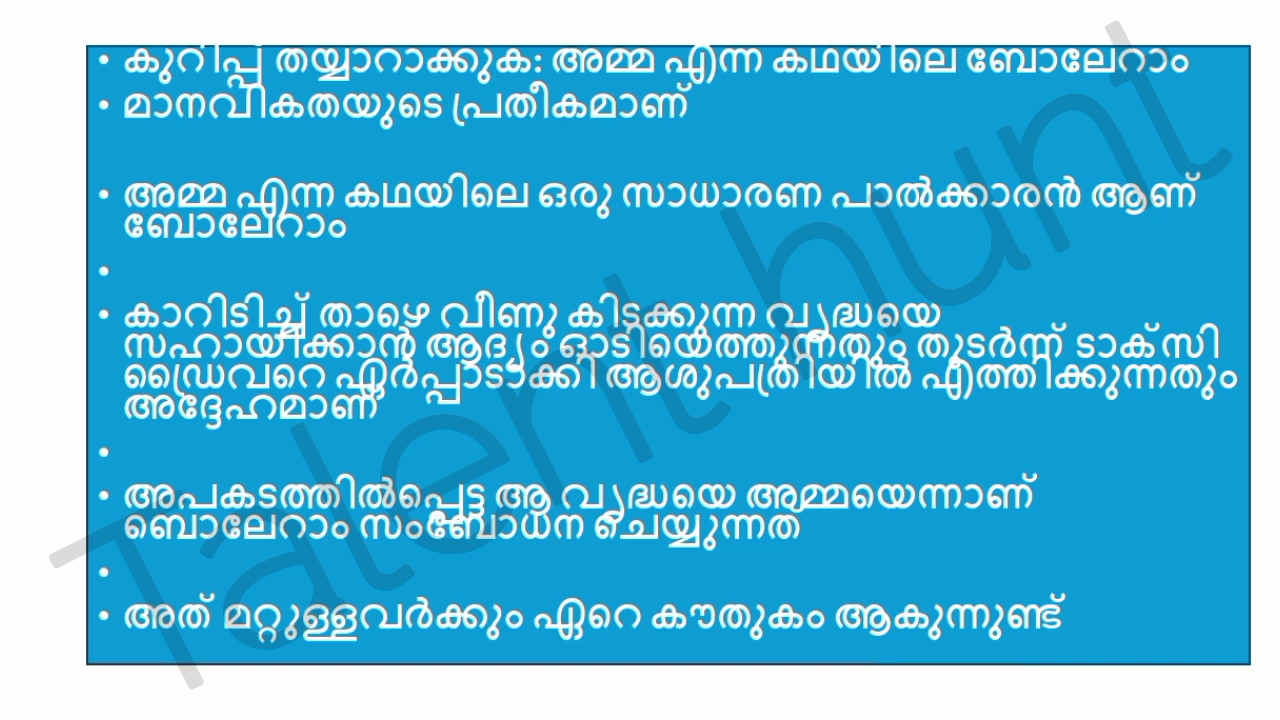 • കുറിപ്പ് തയ്യാറാക്കുക: അമ്മ എന്ന കഥയിലെ ബോലേറാം
• മാനവികതയുടെ പ്രതീകമാണ്
• അമ്മ എന്ന കഥയിലെ ഒരു സാധാരണ പാൽക്കാരൻ ആണ്
ബോലേറാം
•
• കാറിടിച്ച് താഴെ വീണു കിടക്കുന്ന വൃദ്ധയെ
സഹായിക്കാൻ ആദ്യം ഓടിയെത്തുന്നതും തുടർന്ന് ടാക്സി
ഡ്രൈവറെ ഏർപ്പാടാക്കി ആശുപത്രിയിൽ എത്തിക്കുന്നതും
അദ്ദേഹമാണ്
•
• അപകടത്തിൽപ്പെട്ട ആ വൃദ്ധയെ അമ്മയെന്നാണ്
ബൊലേറാം സംബോധന ചെയ്യുന്നത്
•
• അത് മറ്റുള്ളവർക്കും ഏറെ കൗതുകം ആകുന്നുണ്ട്
Talent hunt